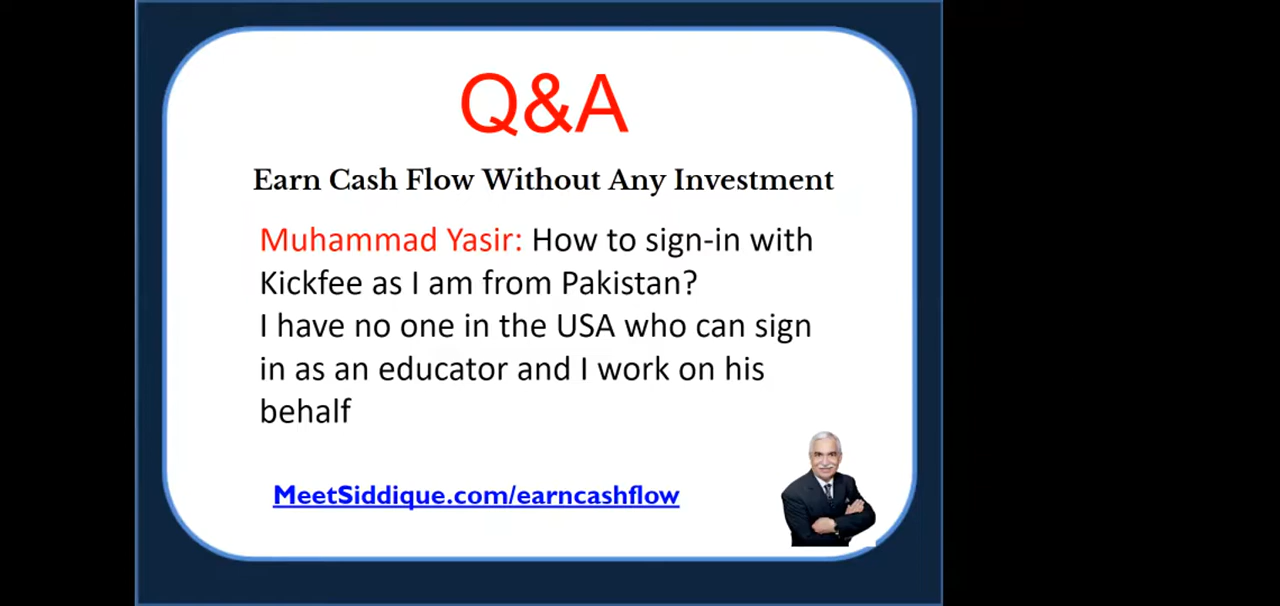 Q&A
Earn Cash Flow Without Any Investment
Muhammad Yasir: How to sign-in with
Kickfee as I am from Pakistan?
I have no one in the USA who can sign
in as an educator and I work on his
behalf
MeetSiddique.com/earncashflow